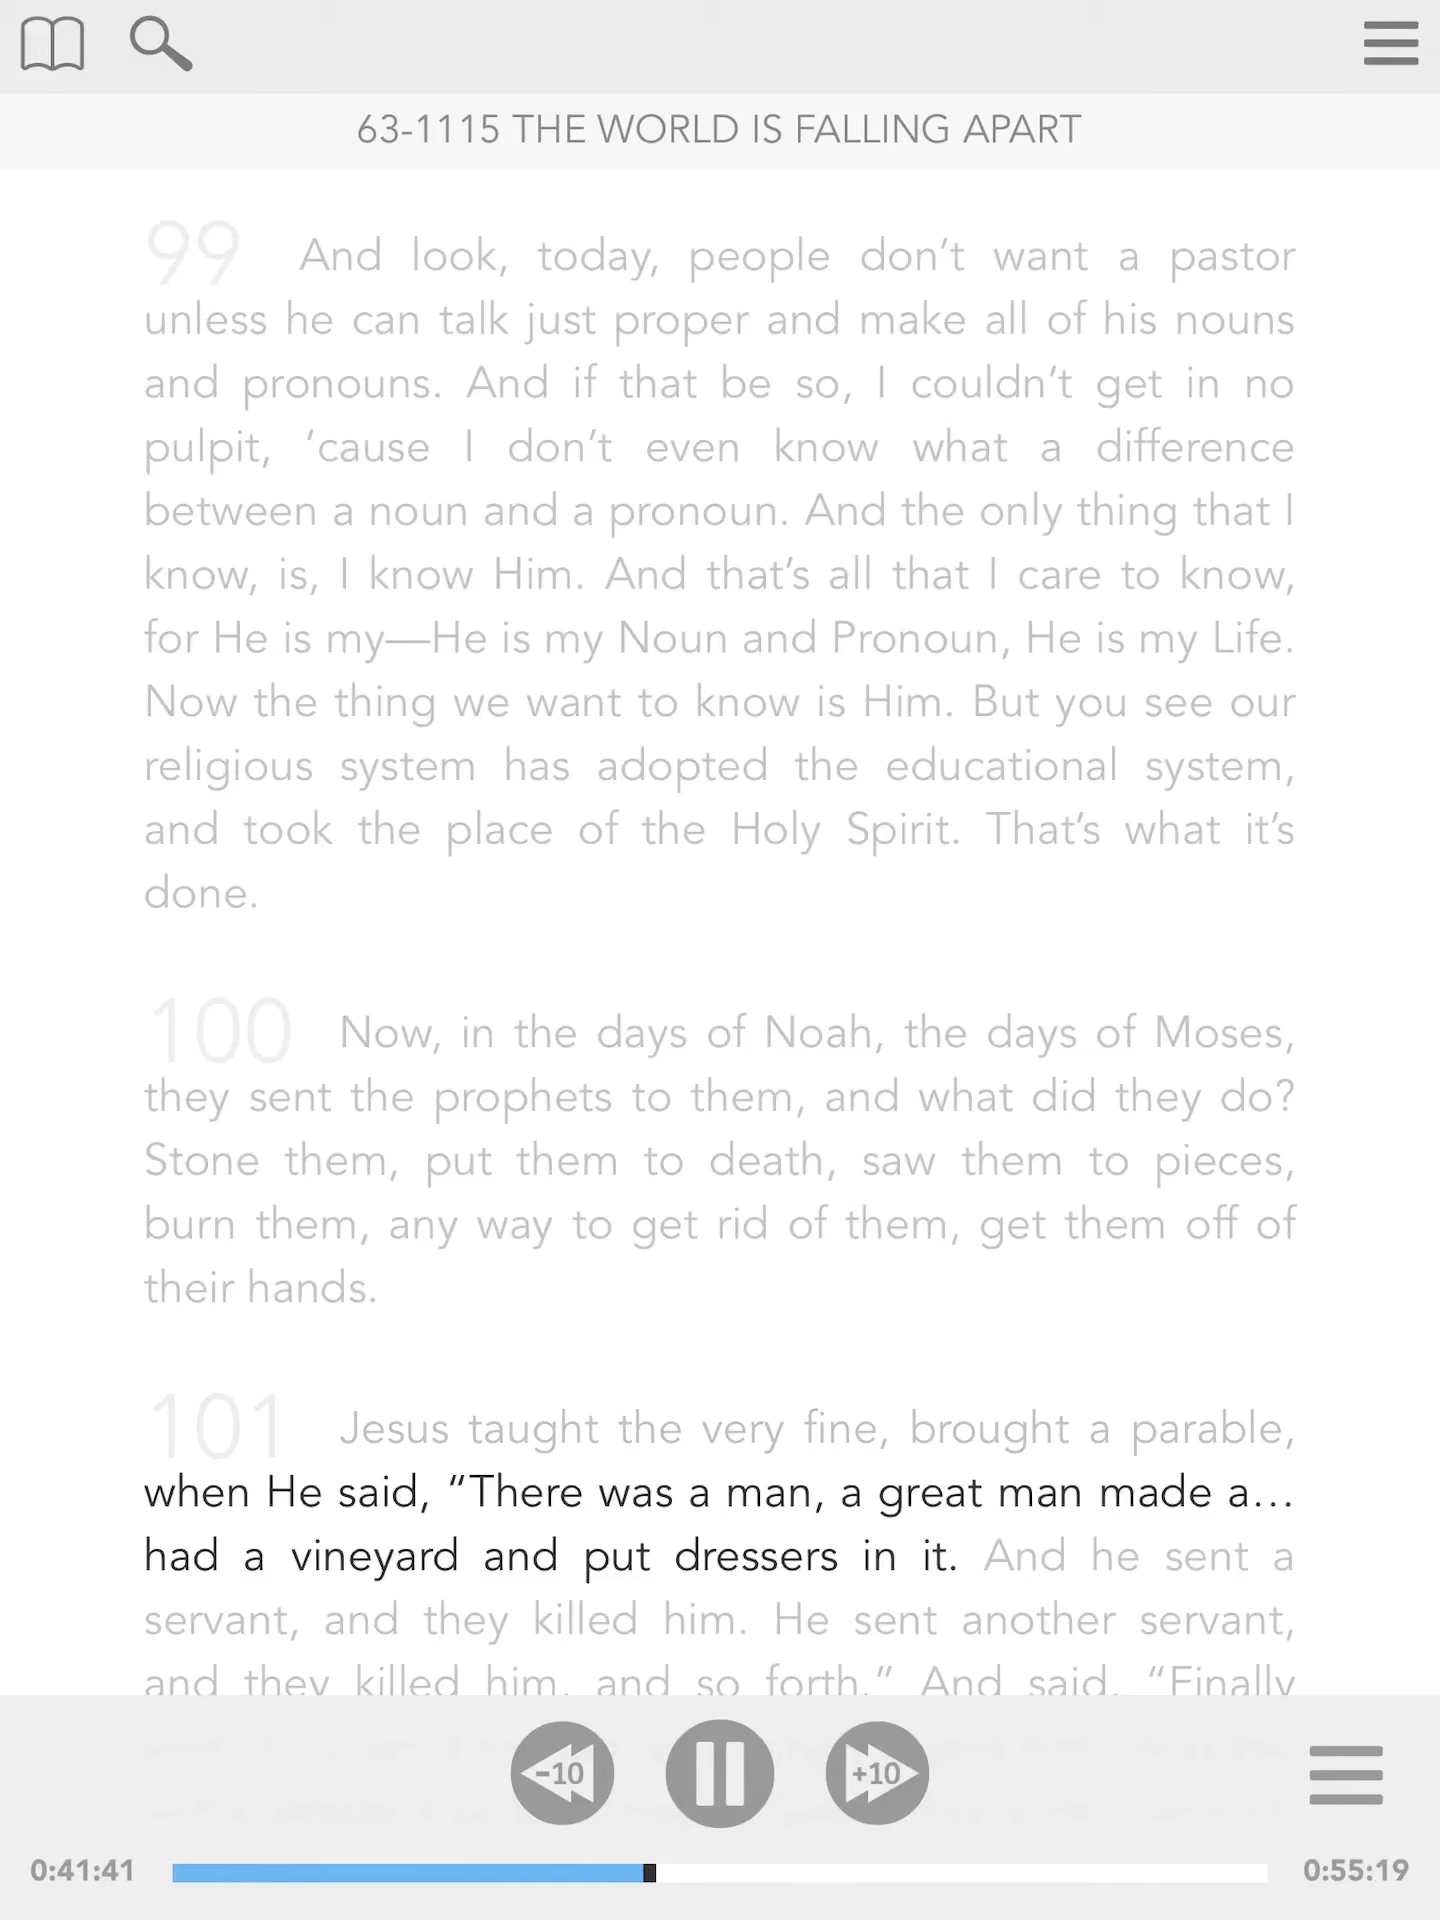 63-1115 THE WORLD IS FALLING APART
99 And look, today, people don’t want a pastor
unless he can talk just proper and make all of his nouns
and pronouns. And if that be so, I couldn’t get in no
pulpit, ’cause I don’t even know what a difference
between a noun and a pronoun. And the only thing that I
know, is, I know Him. And that’s all that I care to know,
for He is my—He is my Noun and Pronoun, He is my Life.
Now the thing we want to know is Him. But you see our
religious system has adopted the educational system,
and took the place of the Holy Spirit. That’s what it’s
done.
100 Now, in the days of Noah, the days of Moses,
they sent the prophets to them, and what did they do?
Stone them, put them to death, saw them to pieces,
burn them, any way to get rid of them, get them off of
their hands.
101 Jesus taught the very fine, brought a parable,
when He said, “There was a man, a great man made a…
had a vineyard and put dressers in it. And he sent a
servant, and they killed him. He sent another servant,
and they killed him, and so forth.” And said, “Finally
-10 +10
0:41:41 0:55:19